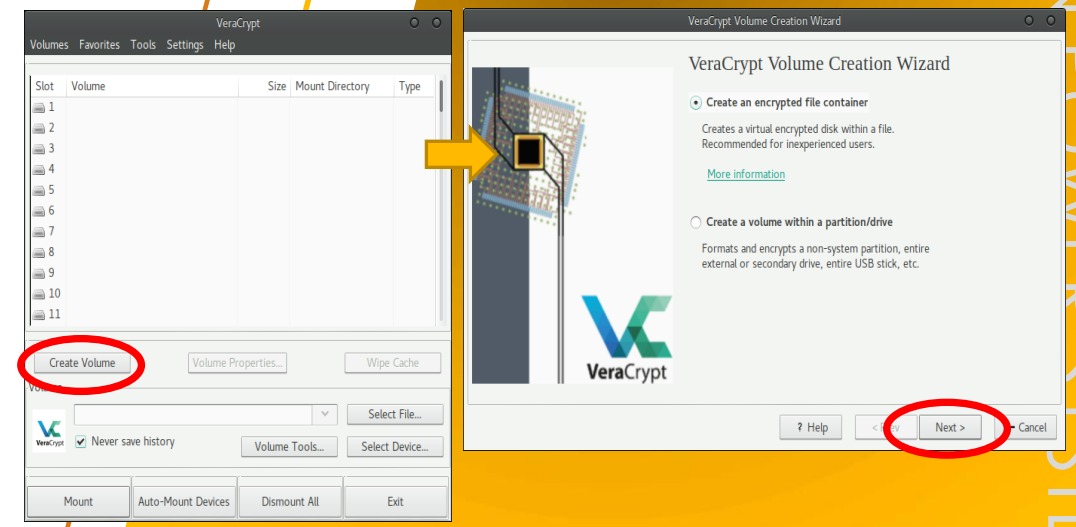 VeraCrypt
Volumes Favorites Tools Settings Help
Slot Volume Size Mount Directory Type
1
2
3
4
5
6
7
8
9
10
11
Create Volume Volume Properties... Wipe Cache
Volume
Select File...
VeraCrypt
Never save history Volume Tools... Select Device...
Mount Auto-Mount Devices Dismount All Exit
VeraCrypt Volume Creation Wizard
VeraCrypt Volume Creation Wizard
Create an encrypted file container
Creates a virtual encrypted disk within a file.
Recommended for inexperienced users.
More information
Create a volume within a partition/drive
Formats and encrypts a non-system partition, entire
external or secondary drive, entire USB stick, etc.
VeraCrypt
? Help < Prev Next > Cancel